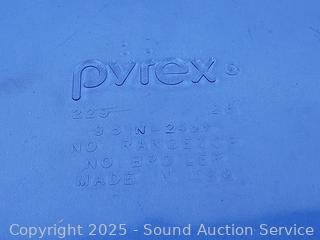 pyrex®
NO RANGETOP
NO BROILER
MADE IN USA
Copyright 2025 - Sound Auction Service